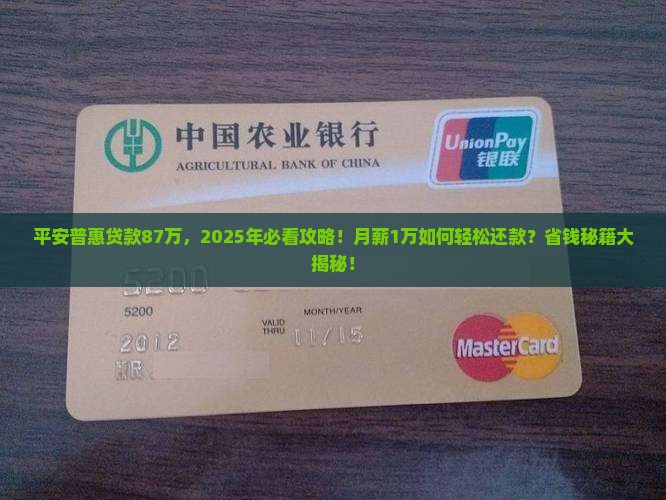 中国农业银行
AGRICULTURAL BANK OF CHINA
UnionPay
银联
平安普惠贷款87万，2025年必看攻略！月薪1万如何轻松还款？省钱秘籍大
揭秘！
5200
5200
MONTH/YEAR
VALID
THRU
11/15
2012
MR
MasterCard